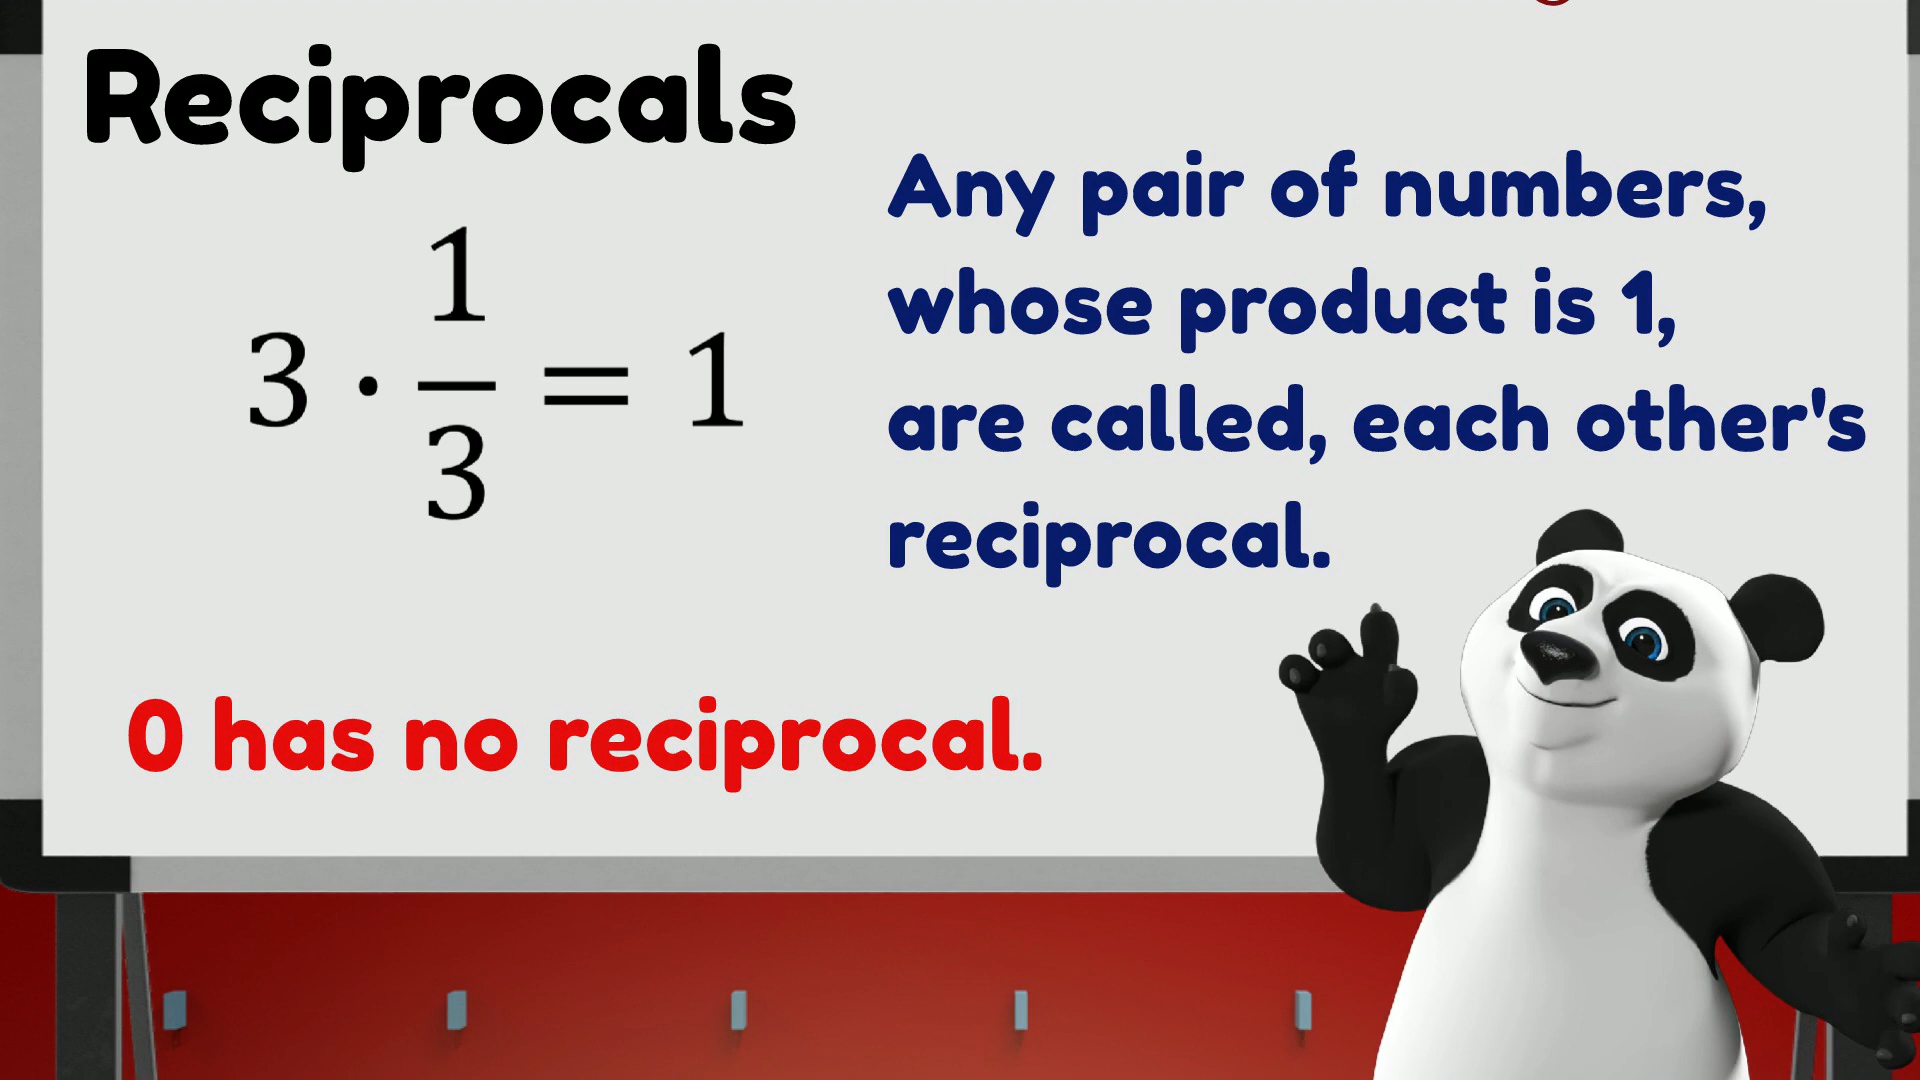 Reciprocals
3 · 1/3 = 1
Any pair of numbers,
whose product is 1,
are called, each other's
reciprocal.
0 has no reciprocal.